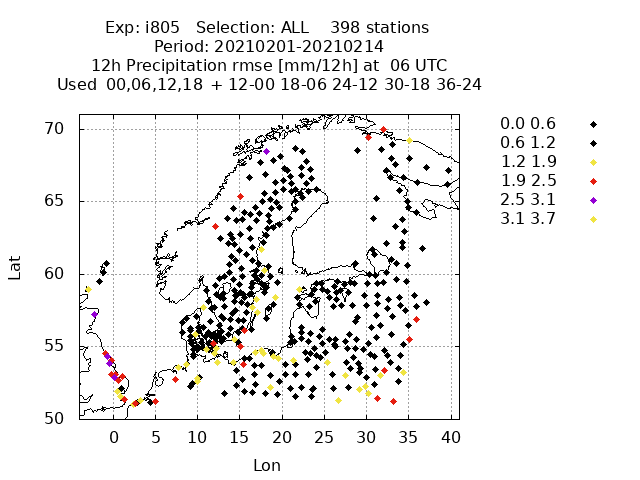 Exp: i805 Selection: ALL 398 stations
Period: 20210201-20210214
12h Precipitation rmse [mm/12h] at 06 UTC
Used 00,06,12,18 + 12-00 18-06 24-12 30-18 36-24
70
65
60
55
50
Lat
0 5 10 15 20 25 30 35 40
Lon
0.0 0.6
0.6 1.2
1.2 1.9
1.9 2.5
2.5 3.1
3.1 3.7